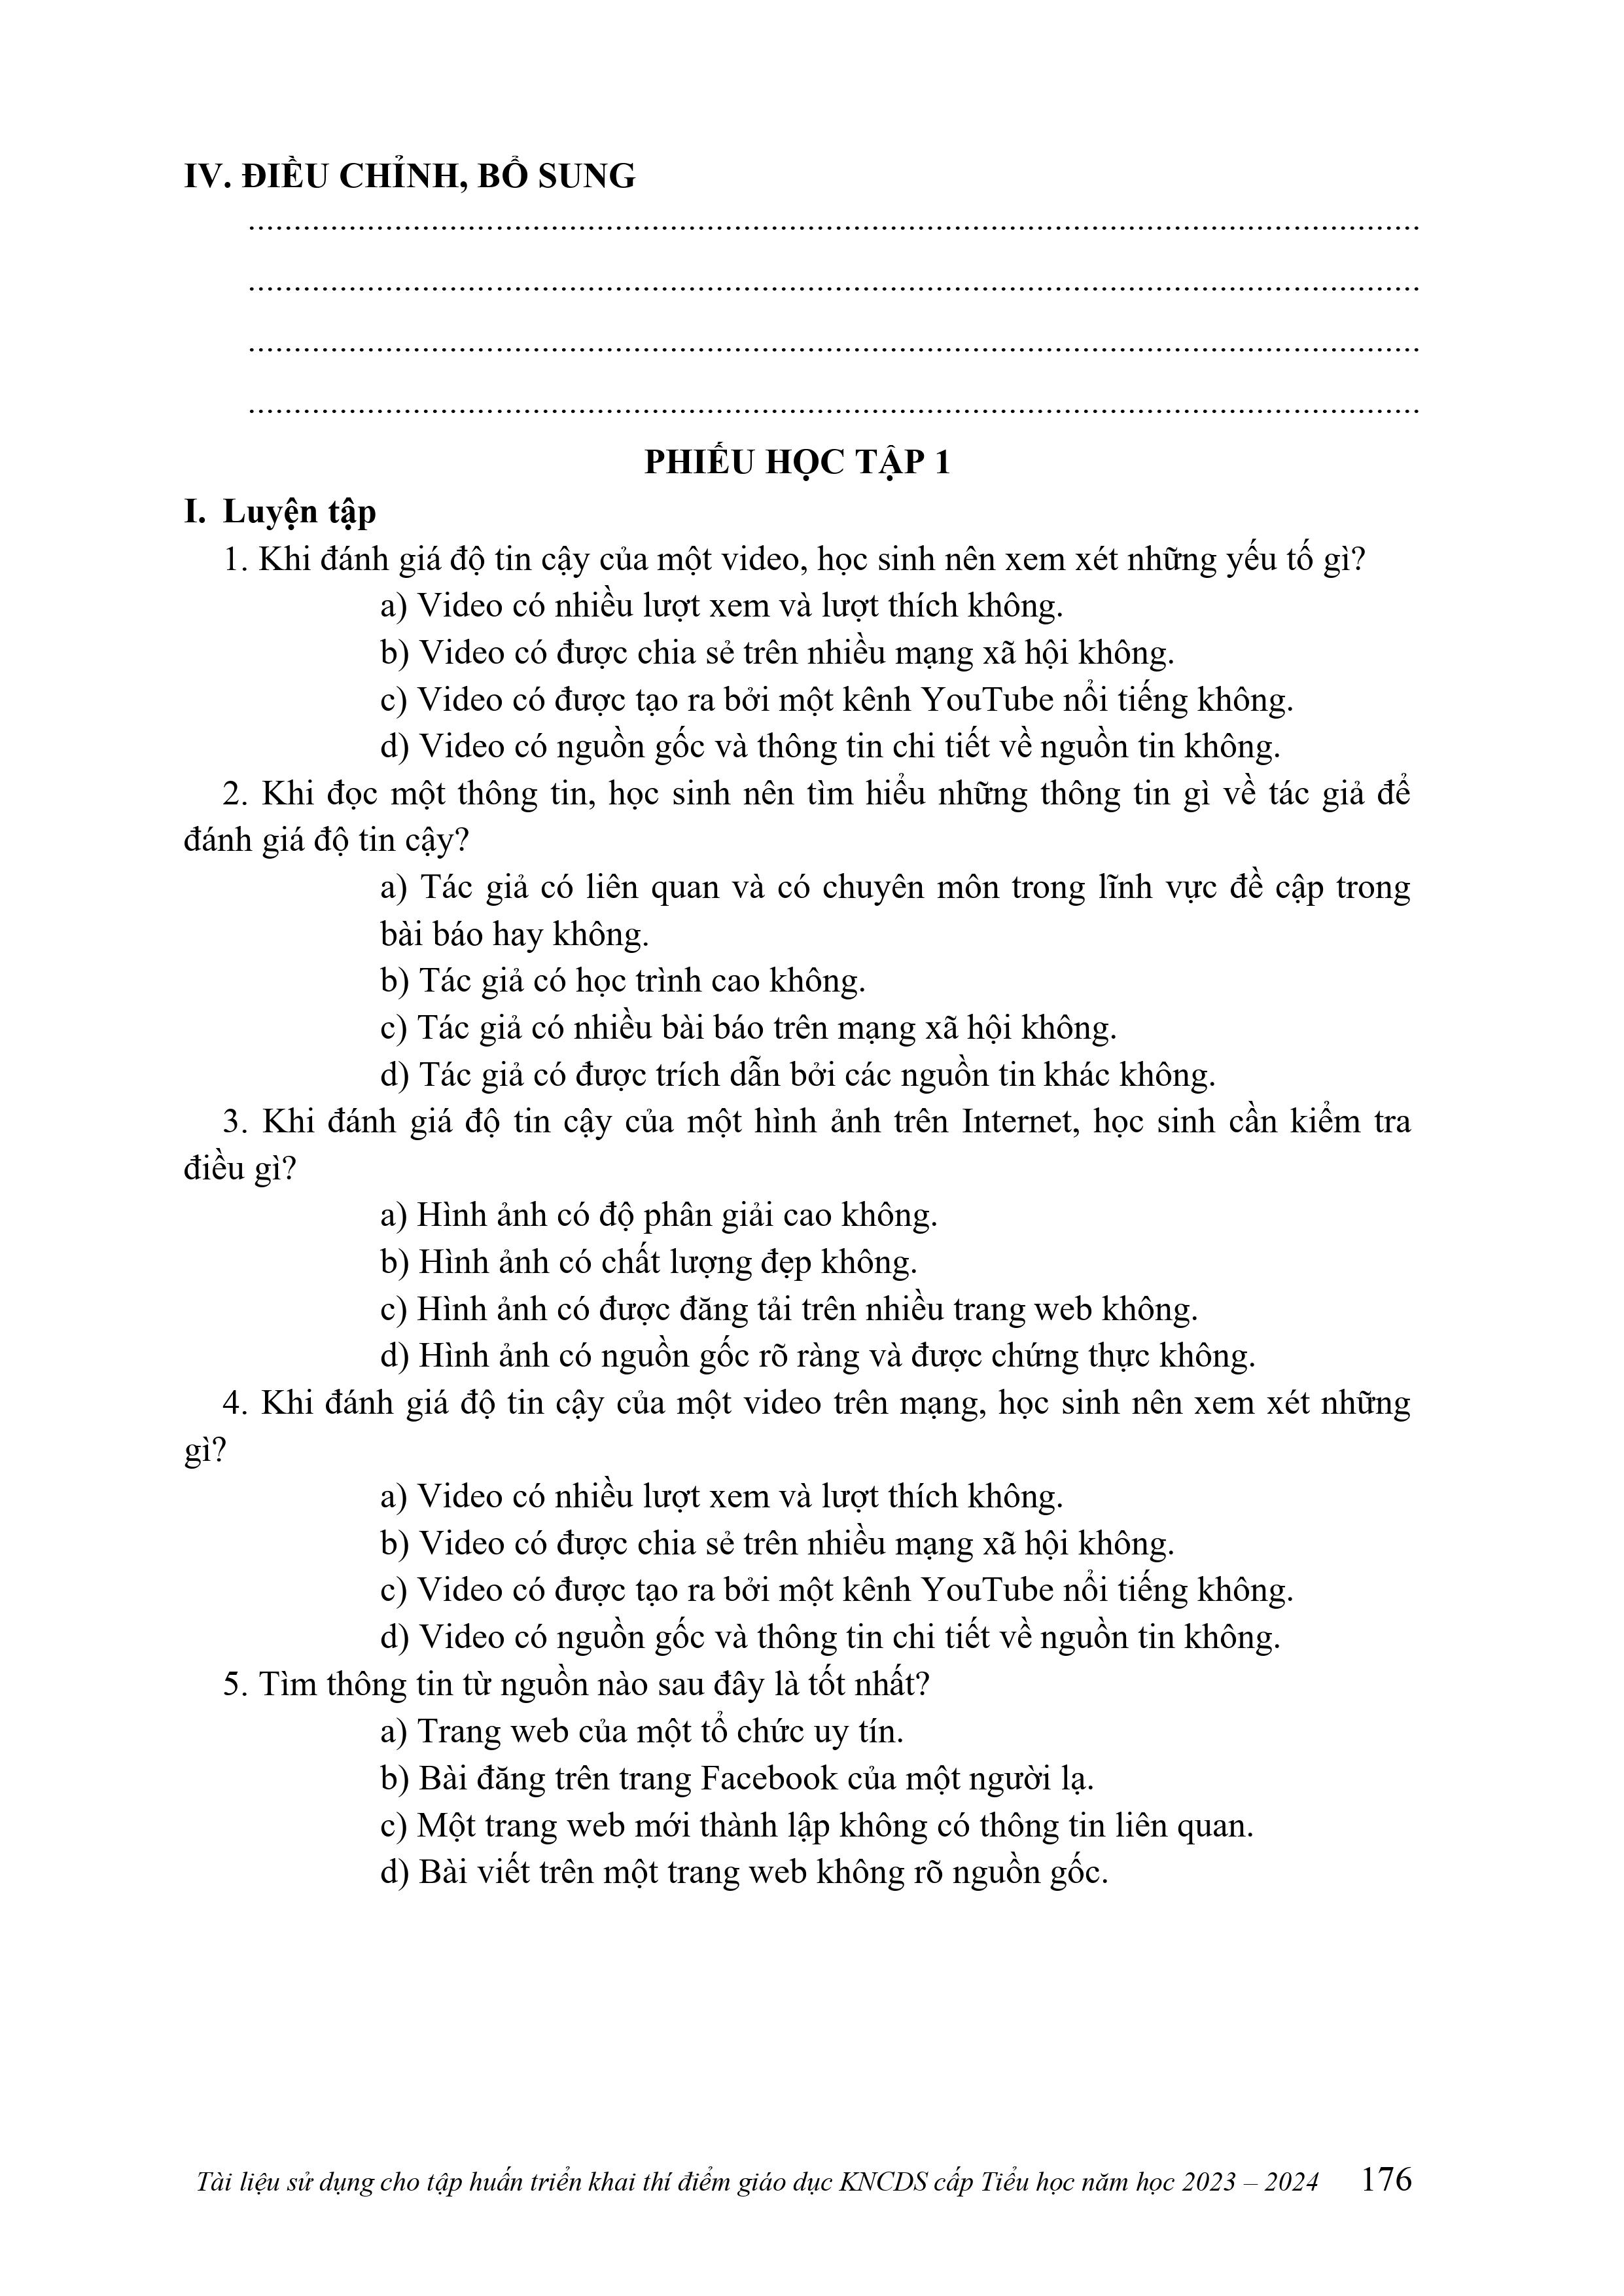 IV. ĐIỀU CHỈNH, BỔ SUNG
................................................................................................................................
................................................................................................................................
................................................................................................................................
................................................................................................................................
PHIẾU HỌC TẬP 1
I. Luyện tập
1. Khi đánh giá độ tin cậy của một video, học sinh nên xem xét những yếu tố gì?
a) Video có nhiều lượt xem và lượt thích không.
b) Video có được chia sẻ trên nhiều mạng xã hội không.
c) Video có được tạo ra bởi một kênh YouTube nổi tiếng không.
d) Video có nguồn gốc và thông tin chi tiết về nguồn tin không.
2. Khi đọc một thông tin, học sinh nên tìm hiểu những thông tin gì về tác giả để
đánh giá độ tin cậy?
a) Tác giả có liên quan và có chuyên môn trong lĩnh vực đề cập trong
bài báo hay không.
b) Tác giả có học trình cao không.
c) Tác giả có nhiều bài báo trên mạng xã hội không.
d) Tác giả có được trích dẫn bởi các nguồn tin khác không.
3. Khi đánh giá độ tin cậy của một hình ảnh trên Internet, học sinh cần kiểm tra
điều gì?
a) Hình ảnh có độ phân giải cao không.
b) Hình ảnh có chất lượng đẹp không.
c) Hình ảnh có được đăng tải trên nhiều trang web không.
d) Hình ảnh có nguồn gốc rõ ràng và được chứng thực không.
4. Khi đánh giá độ tin cậy của một video trên mạng, học sinh nên xem xét những
gì?
a) Video có nhiều lượt xem và lượt thích không.
b) Video có được chia sẻ trên nhiều mạng xã hội không.
c) Video có được tạo ra bởi một kênh YouTube nổi tiếng không.
d) Video có nguồn gốc và thông tin chi tiết về nguồn tin không.
5. Tìm thông tin từ nguồn nào sau đây là tốt nhất?
a) Trang web của một tổ chức uy tín.
b) Bài đăng trên trang Facebook của một người lạ.
c) Một trang web mới thành lập không có thông tin liên quan.
d) Bài viết trên một trang web không rõ nguồn gốc.
Tài liệu sử dụng cho tập huấn triển khai thí điểm giáo dục KNCDS cấp Tiểu học năm học 2023 – 2024 176